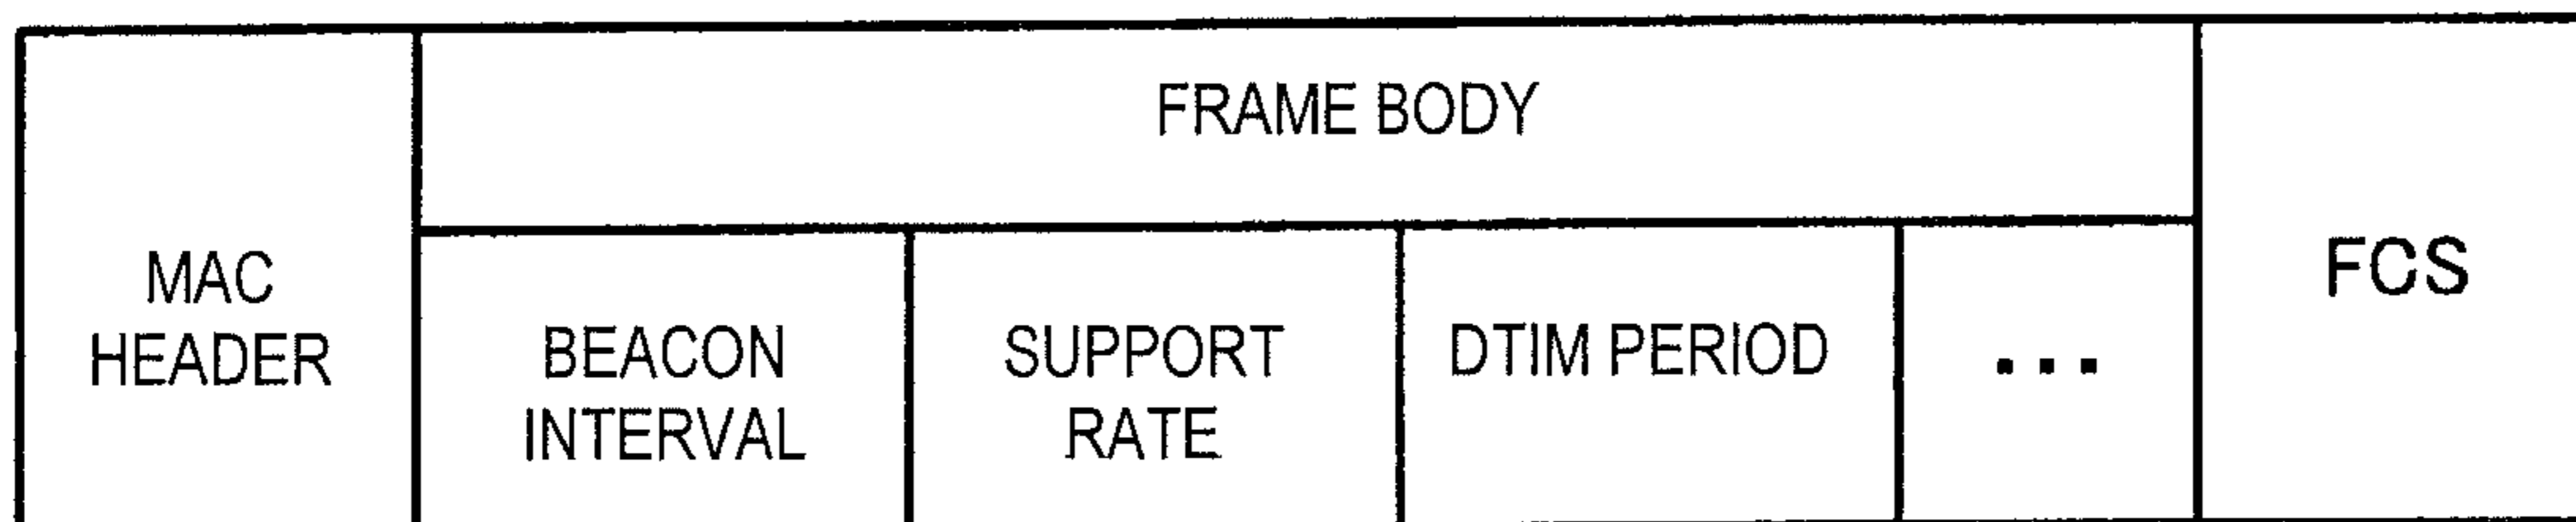 FRAME BODY
MAC
HEADER
BEACON
INTERVAL
SUPPORT
RATE
DTIM PERIOD
...
FCS